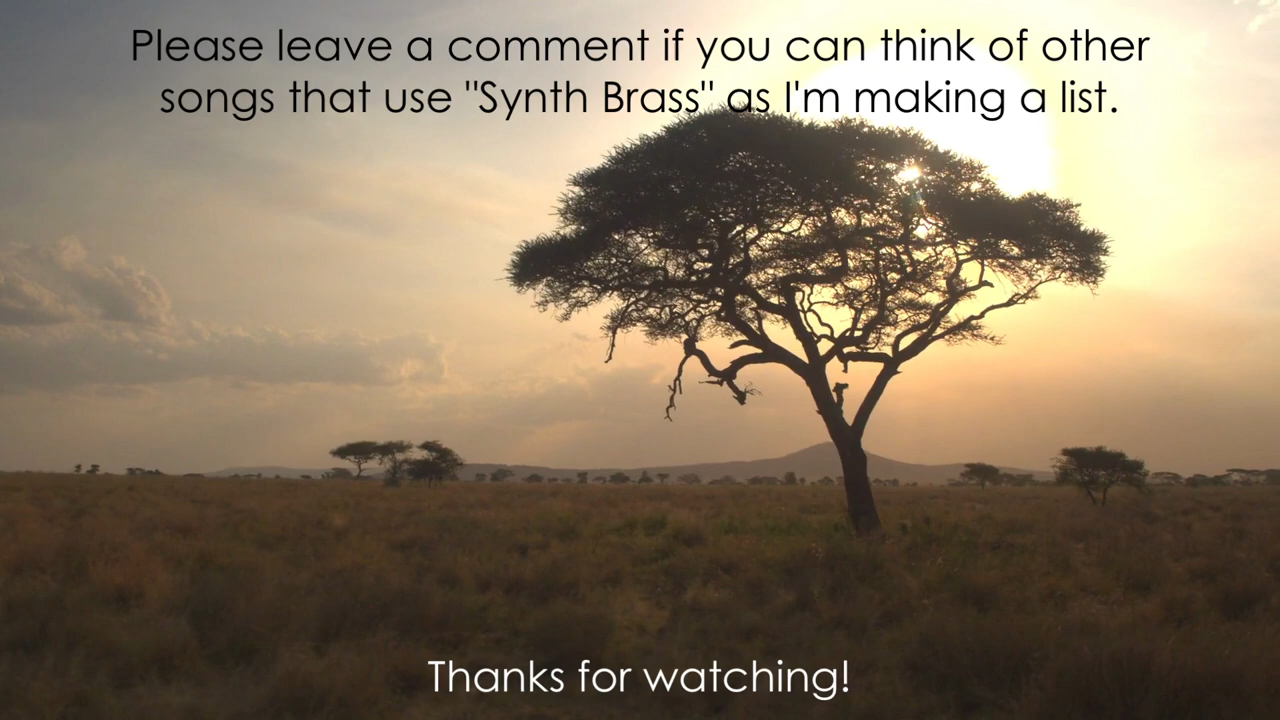 Please leave a comment if you can think of other
songs that use "Synth Brass" as I'm making a list.
Thanks for watching!